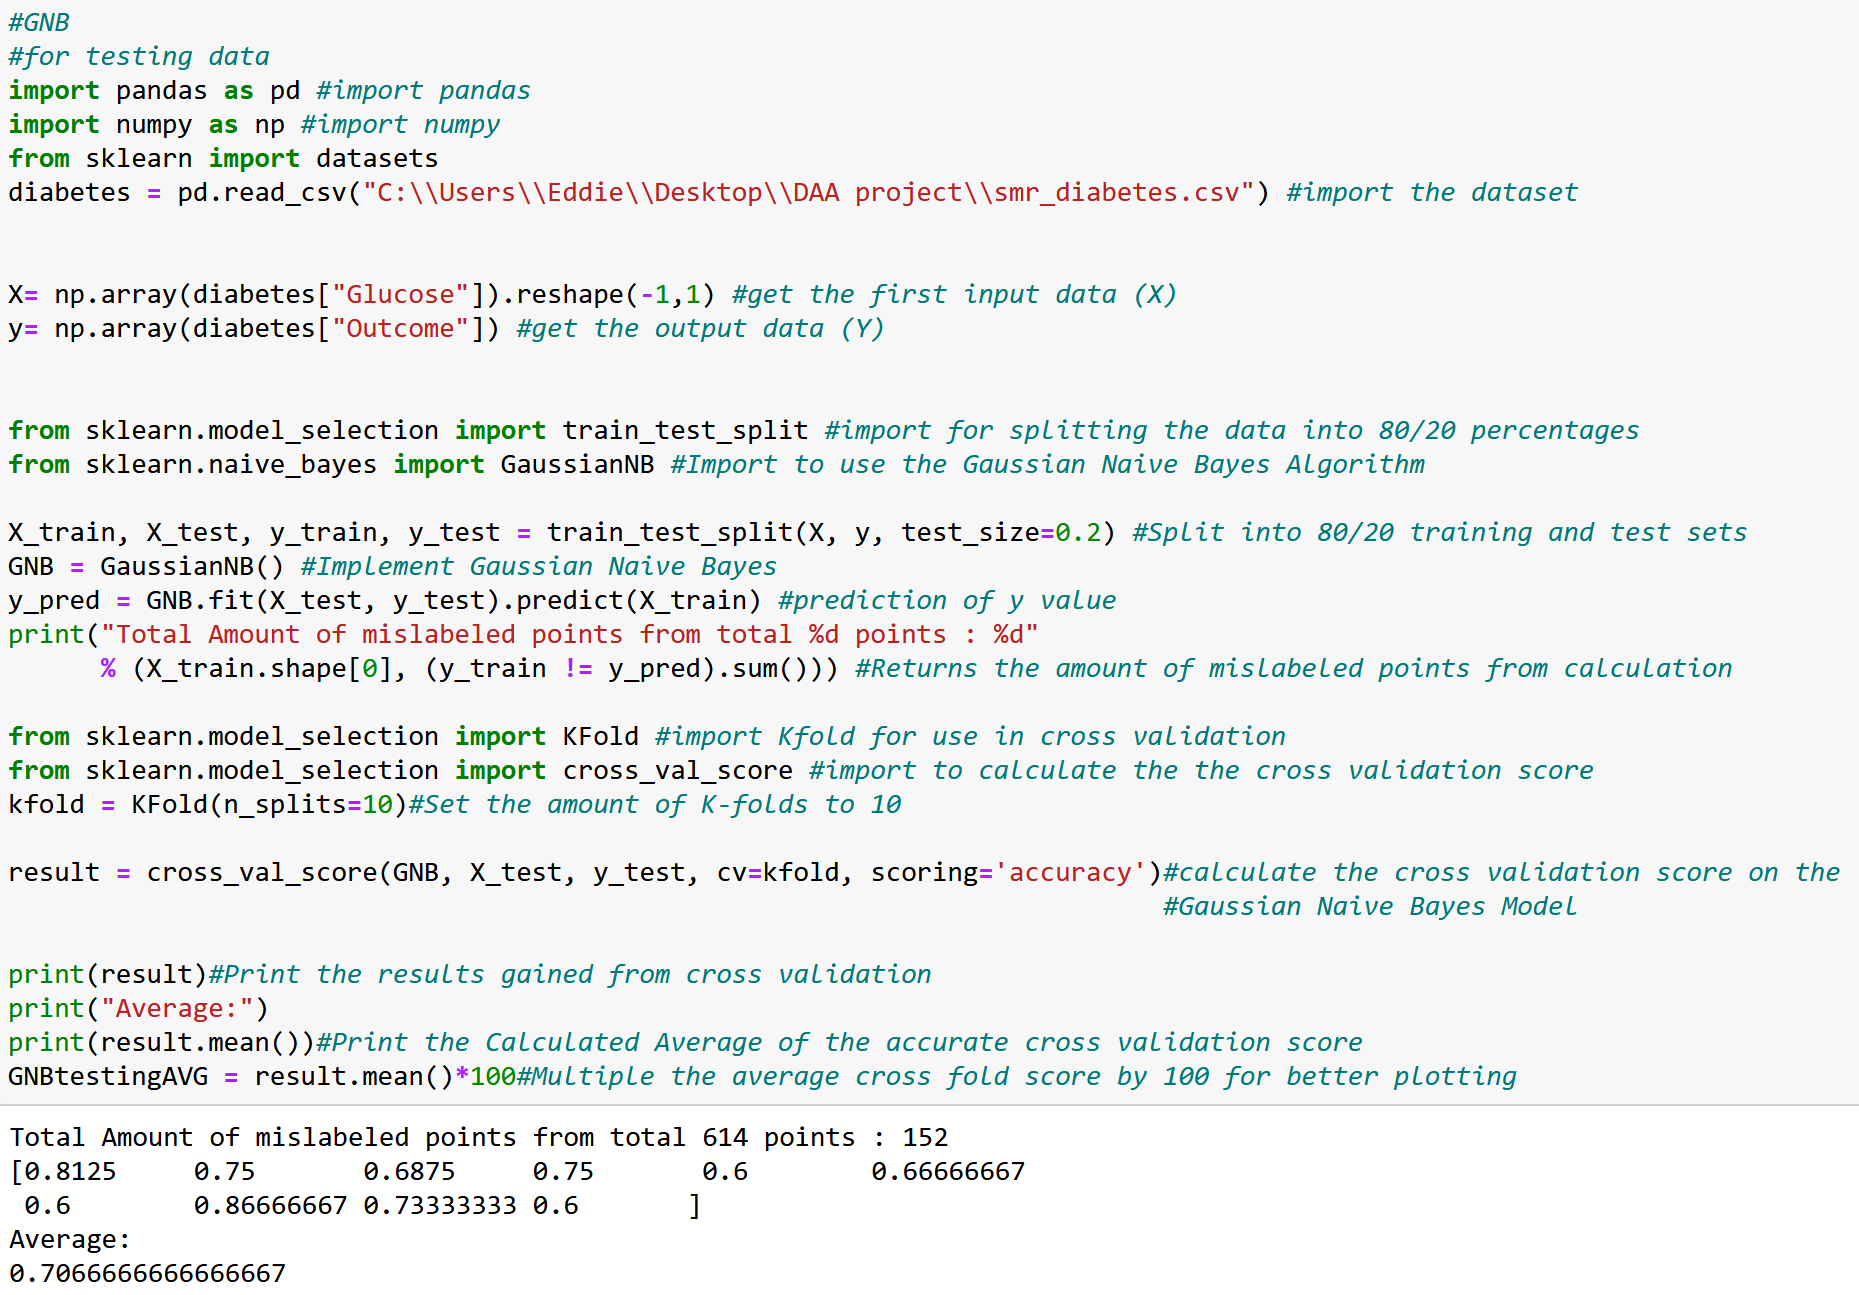 #GNB
#for testing data
import pandas as pd #import pandas
import numpy as np #import numpy
from sklearn import datasets
diabetes = pd.read_csv("C:\\Users\\Eddie\\Desktop\\DAA project\\smr_diabetes.csv") #import the dataset
X= np.array(diabetes["Glucose"]).reshape(-1,1) #get the first input data (X)
y= np.array(diabetes["Outcome"]) #get the output data (Y)
from sklearn.model_selection import train_test_split #import for splitting the data into 80/20 percentages
from sklearn.naive_bayes import GaussianNB #Import to use the Gaussian Naive Bayes Algorithm
X_train, X_test, y_train, y_test = train_test_split(X, y, test_size=0.2) #Split into 80/20 training and test sets
GNB = GaussianNB() #Implement Gaussian Naive Bayes
y_pred = GNB.fit(X_test, y_test).predict(X_train) #prediction of y value
print("Total Amount of mislabeled points from total %d points : %d"
      % (X_train.shape[0], (y_train != y_pred).sum())) #Returns the amount of mislabeled points from calculation
from sklearn.model_selection import KFold #import Kfold for use in cross validation
from sklearn.model_selection import cross_val_score #import to calculate the the cross validation score
kfold = KFold(n_splits=10)#Set the amount of K-folds to 10
result = cross_val_score(GNB, X_test, y_test, cv=kfold, scoring='accuracy')#calculate the cross validation score on the
#Gaussian Naive Bayes Model
print(result)#Print the results gained from cross validation
print("Average:")
print(result.mean())#Print the Calculated Average of the accurate cross validation score
GNBtestingAVG = result.mean()*100#Multiple the average cross fold score by 100 for better plotting
Total Amount of mislabeled points from total 614 points : 152
[0.8125     0.75       0.6875     0.75       0.6        0.66666667
 0.6        0.86666667 0.73333333 0.6       ]
Average:
0.7066666666666667